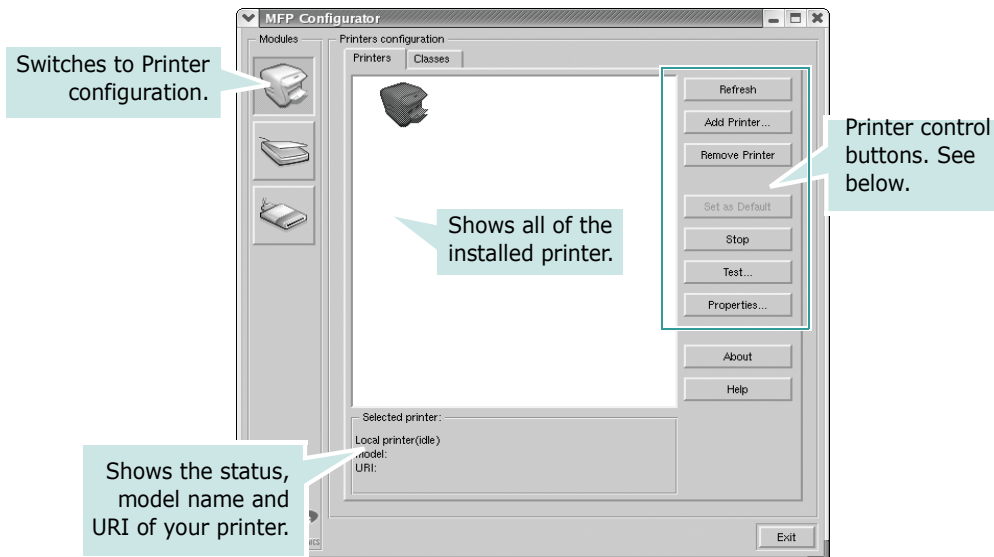 MFP Configurator
Modules
Printers configuration
Printers
Classes
Switches to Printer
configuration.
Refresh
Add Printer...
Remove Printer
Set as Default
Stop
Test...
Properties...
About
Help
Printer control
buttons. See
below.
Shows all of the
installed printer.
Selected printer:
Local printer(idle)
Model:
URI:
Shows the status,
model name and
URI of your printer.
Exit